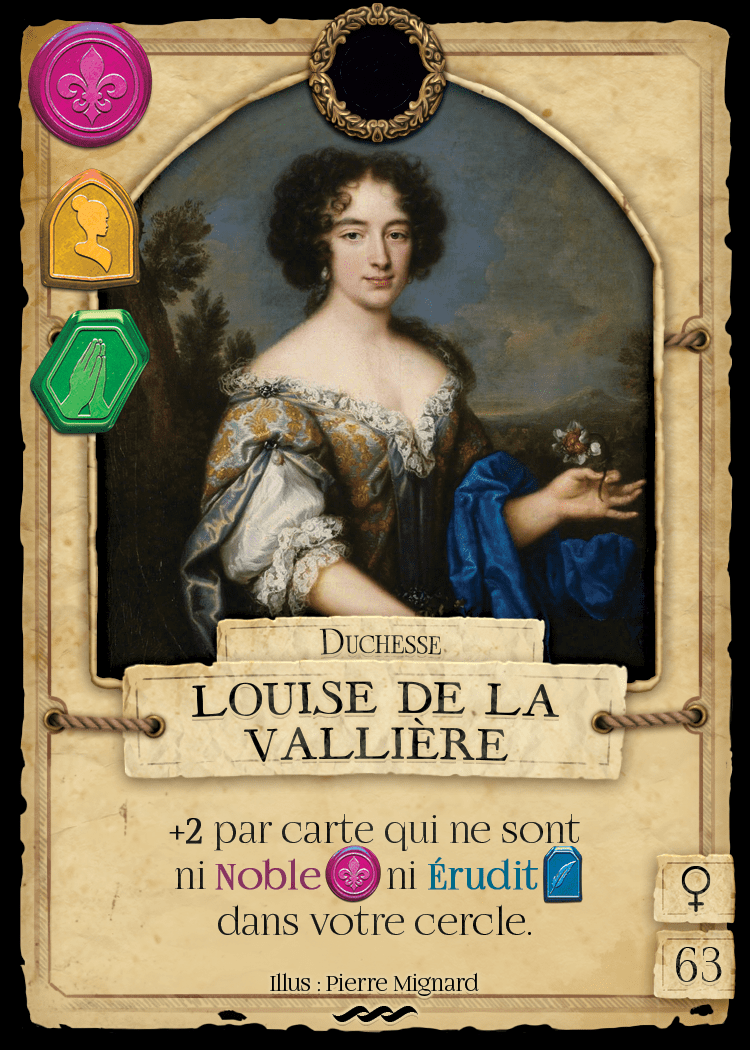 Duchesse
LOUISE DE LA
VALLIÈRE
+2 par carte qui ne sont
ni Noble ni Érudit
dans votre cercle.
63
Illus : Pierre Mignard